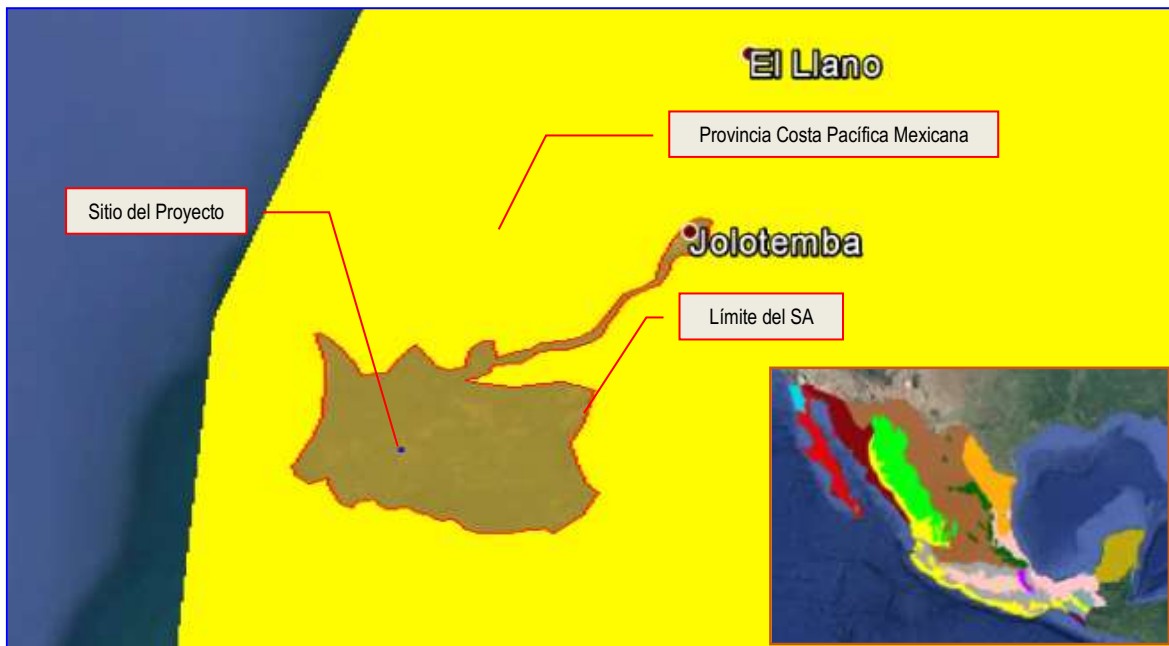 El Llano
Provincia Costa Pacífica Mexicana
Sitio del Proyecto
Jolotemba
Límite del SA